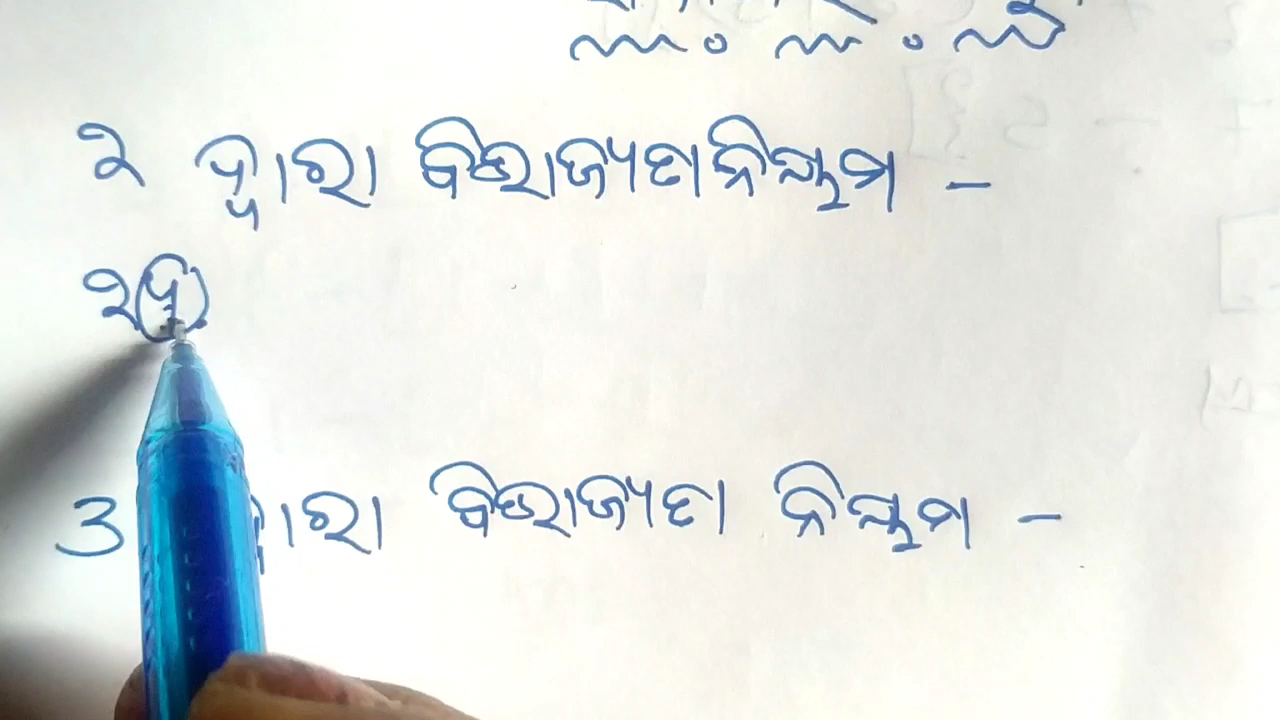 ୨ ଦ୍ୱାରା ବିଭାଜ୍ୟତା ନିୟମ -
୩ ଦ୍ୱାରା ବିଭାଜ୍ୟତା ନିୟମ -